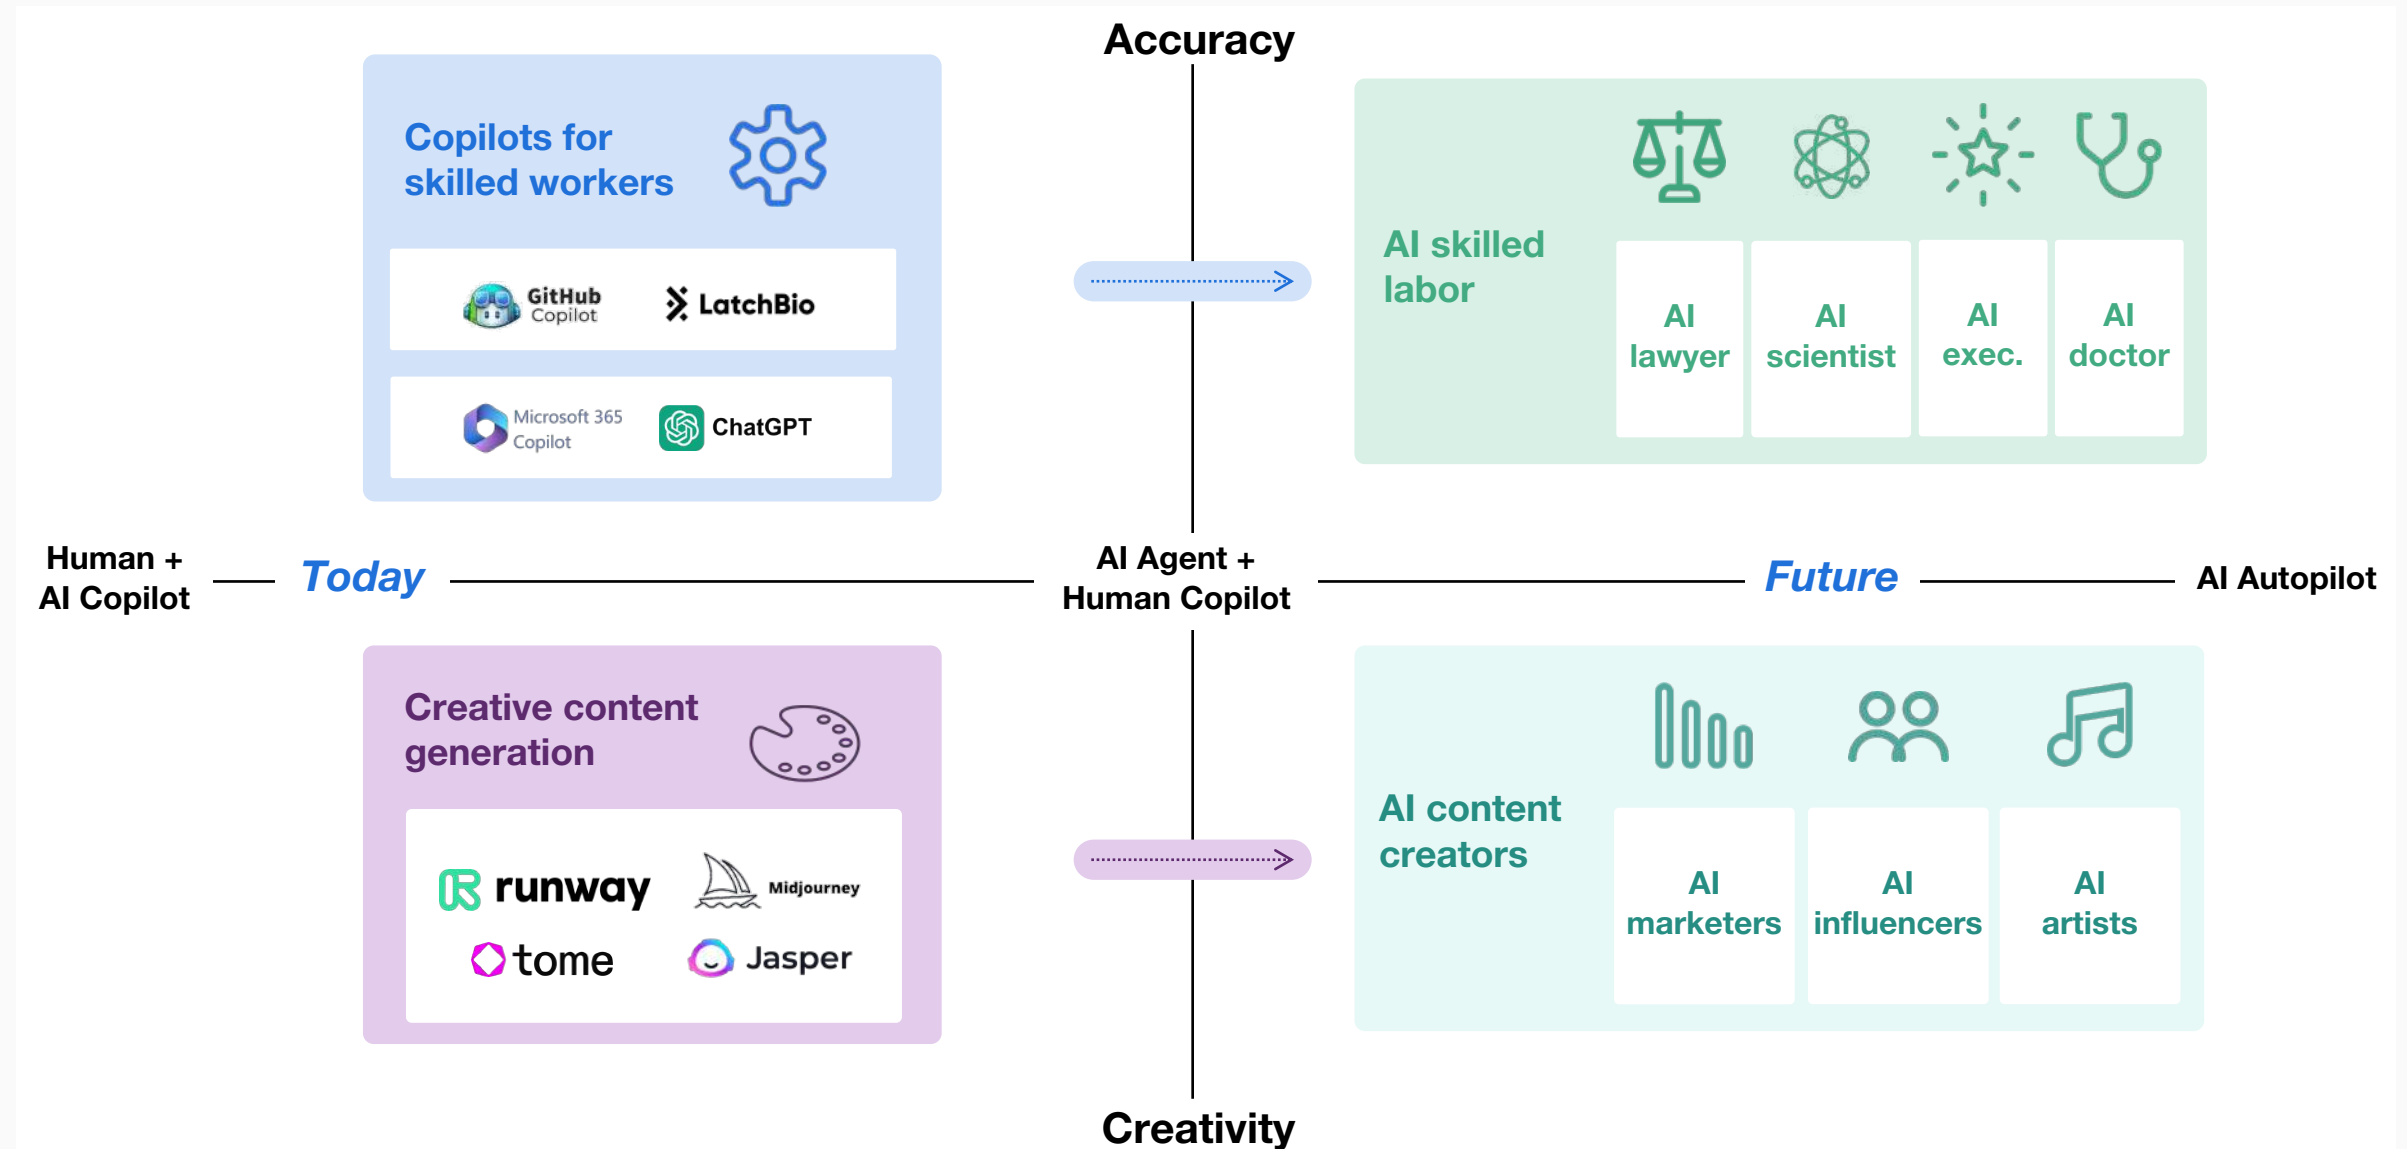 Accuracy
Copilots for
skilled workers
GitHub
Copilot
LatchBio
Microsoft 365
Copilot
ChatGPT
AI skilled
labor
AI
lawyer
AI
scientist
AI
exec.
AI
doctor
Human +
AI Copilot
Today
AI Agent +
Human Copilot
Future
AI Autopilot
Creative content
generation
runway
Midjourney
tome
Jasper
AI content
creators
AI
marketers
AI
influencers
AI
artists
Creativity